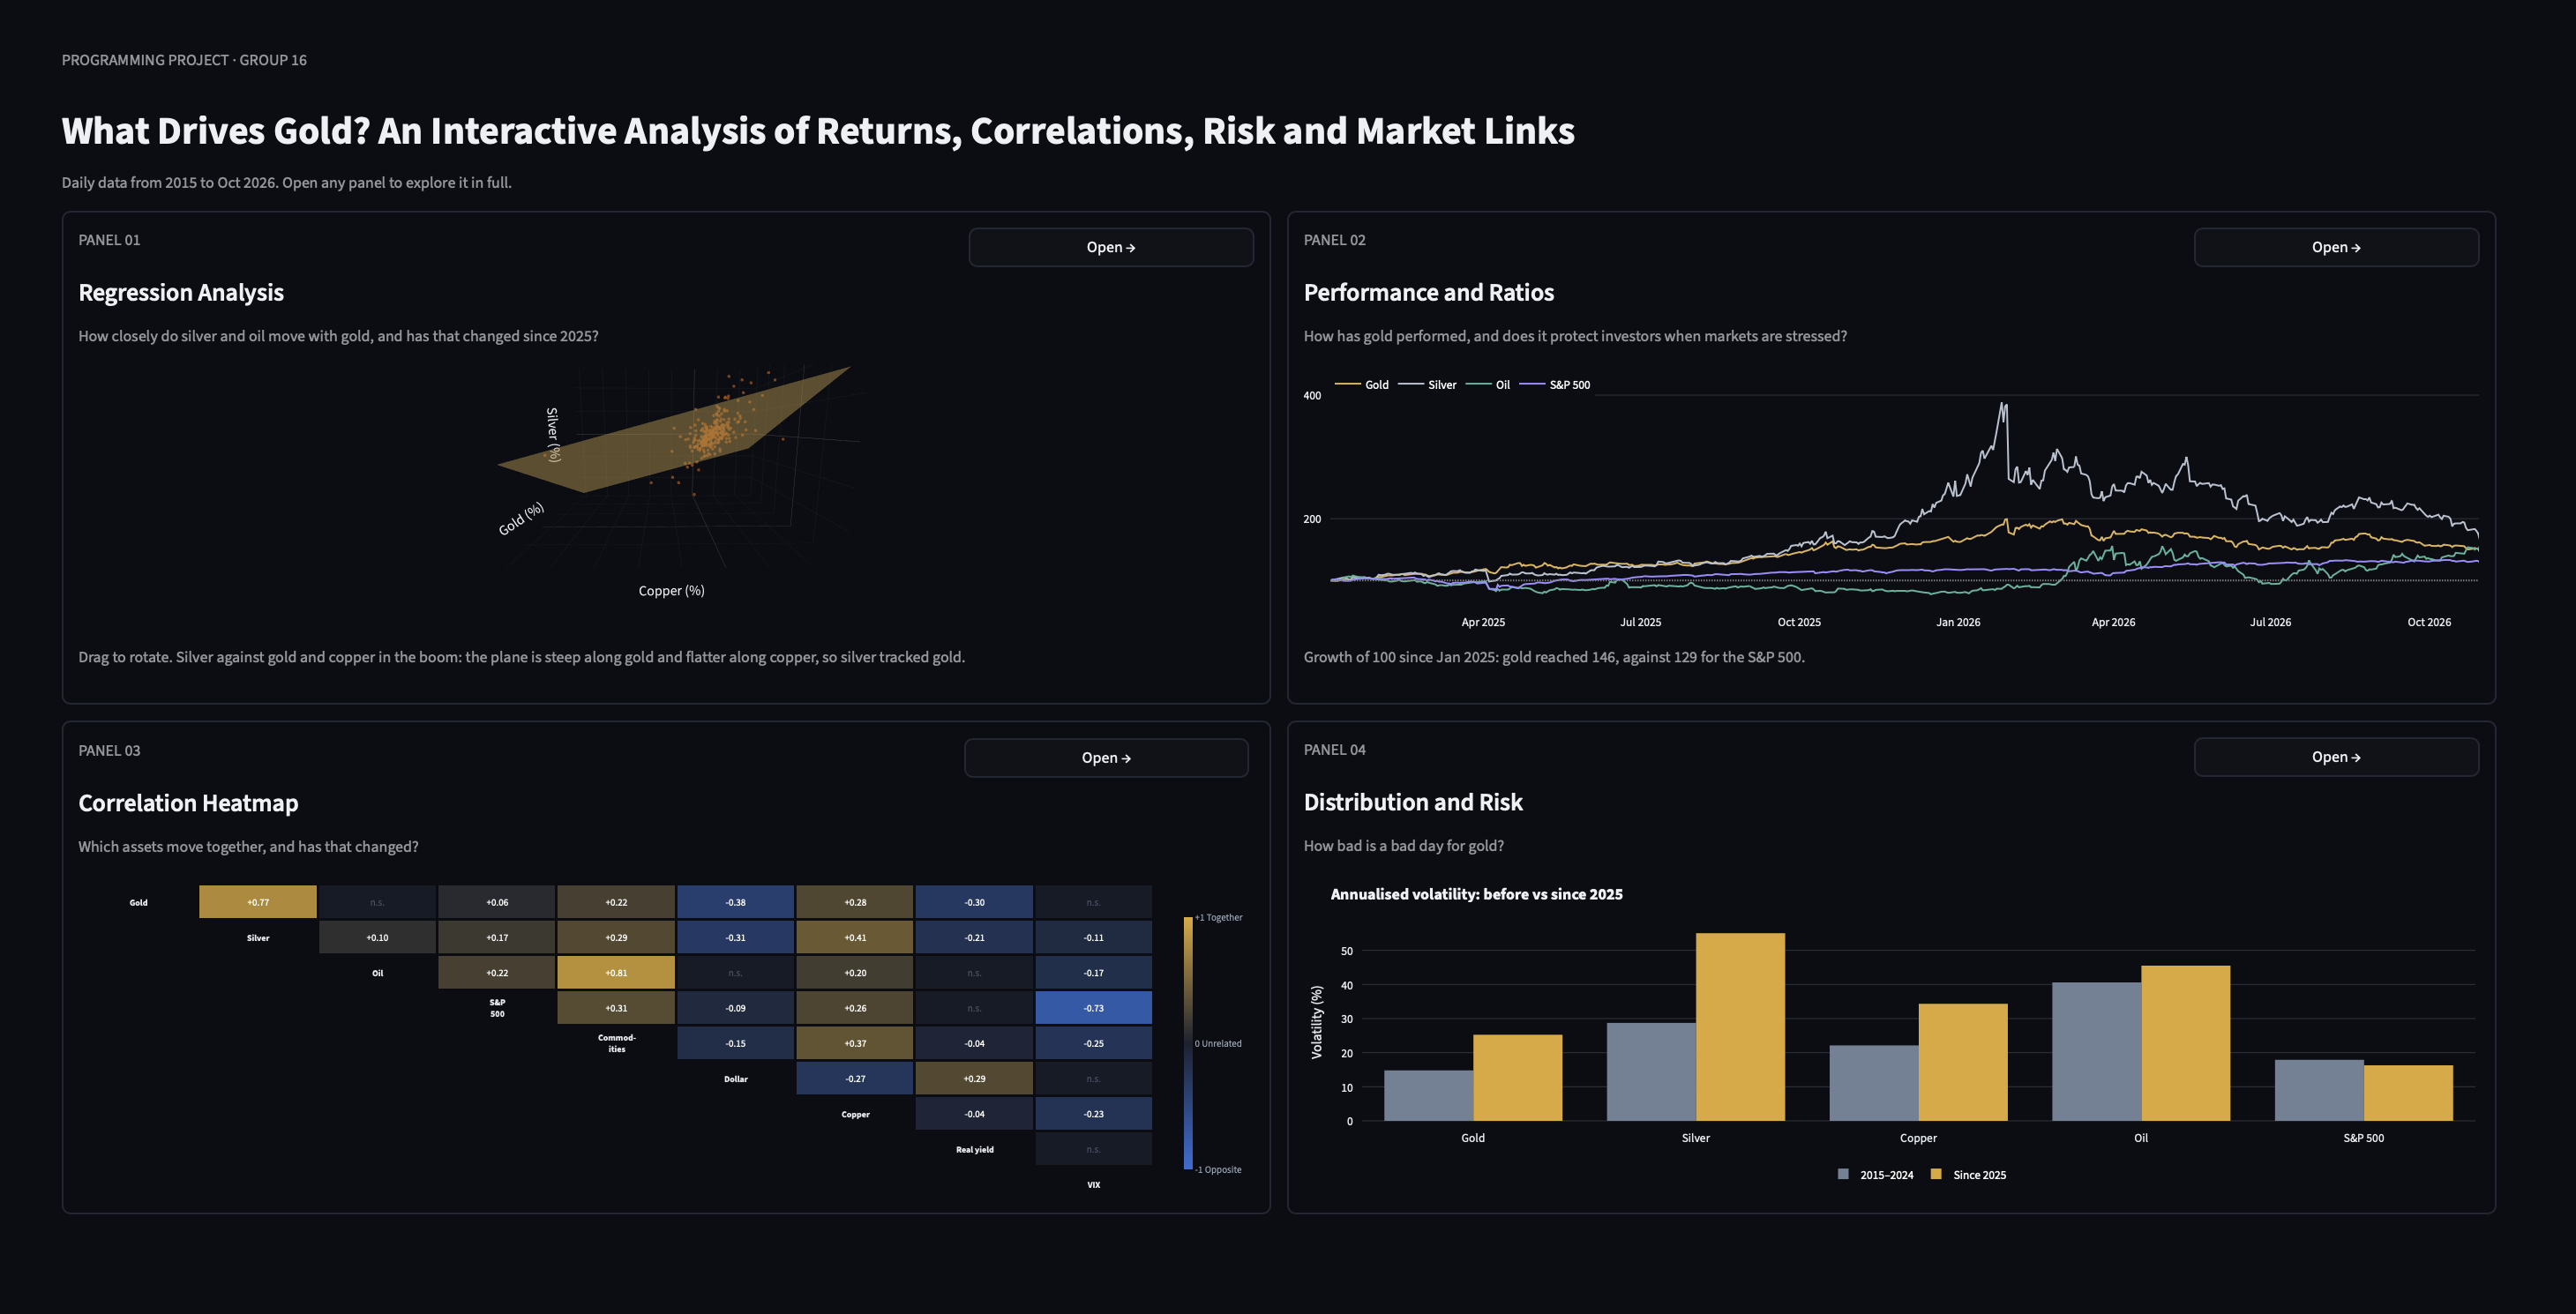 PROGRAMMING PROJECT · GROUP 16
What Drives Gold? An Interactive Analysis of Returns, Correlations, Risk and Market Links
Daily data from 2015 to Oct 2026. Open any panel to explore it in full.
PANEL 01
Open →
Regression Analysis
How closely do silver and oil move with gold, and has that changed since 2025?
Silver (%)
Gold (%)
Copper (%)
Drag to rotate. Silver against gold and copper in the boom: the plane is steep along gold and flatter along copper, so silver tracked gold.
PANEL 02
Open →
Performance and Ratios
How has gold performed, and does it protect investors when markets are stressed?
Gold Silver Oil S&P 500
400
200
Apr 2025 Jul 2025 Oct 2025 Jan 2026 Apr 2026 Jul 2026 Oct 2026
Growth of 100 since Jan 2025: gold reached 146, against 129 for the S&P 500.
PANEL 03
Open →
Correlation Heatmap
Which assets move together, and has that changed?
Gold +0.77 n.s. +0.06 +0.22 -0.38 +0.28 -0.30 n.s.
Silver +0.10 +0.17 +0.29 -0.31 +0.41 -0.21 -0.11
Oil +0.22 +0.81 n.s. +0.20 n.s. -0.17
S&P
500
+0.31 -0.09 +0.26 n.s. -0.73
Commod-
ities
-0.15 +0.37 -0.04 -0.25
Dollar -0.27 +0.29 n.s.
Copper -0.04 -0.23
Real yield n.s.
VIX
+1 Together
0 Unrelated
-1 Opposite
PANEL 04
Open →
Distribution and Risk
How bad is a bad day for gold?
Annualised volatility: before vs since 2025
Volatility (%)
50
40
30
20
10
0
Gold Silver Copper Oil S&P 500
2015–2024 Since 2025